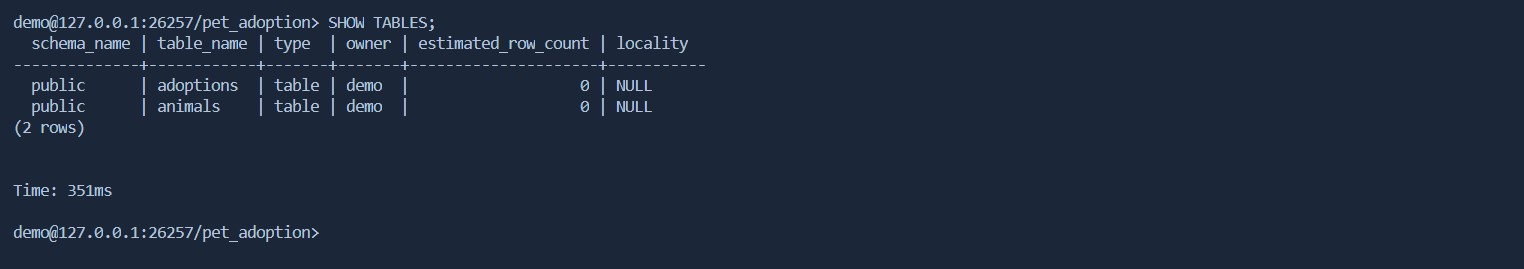 demo@127.0.0.1:26257/pet_adoption> SHOW TABLES;
  schema_name | table_name | type  | owner | estimated_row_count | locality
--------------+------------+-------+-------+---------------------+-----------
  public      | adoptions  | table | demo  |                   0 | NULL
  public      | animals    | table | demo  |                   0 | NULL
(2 rows)
Time: 351ms
demo@127.0.0.1:26257/pet_adoption>